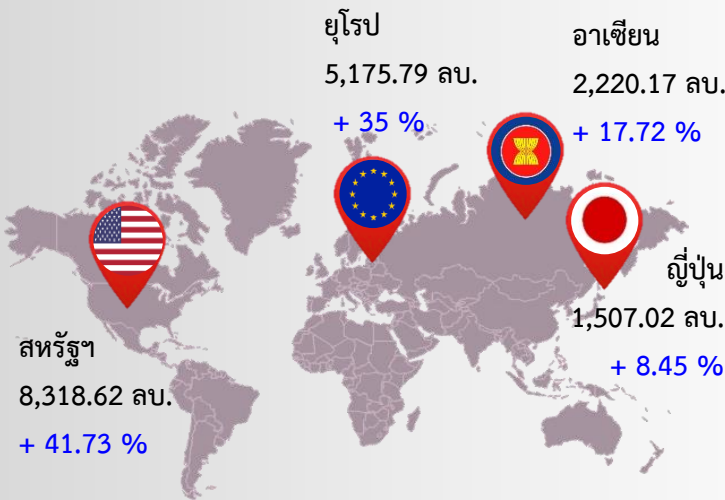 ยุโรป
5,175.79 ลบ.
+ 35 %
อาเซียน
2,220.17 ลบ.
+ 17.72 %
ญี่ปุ่น
1,507.02 ลบ.
+ 8.45 %
สหรัฐฯ
8,318.62 ลบ.
+ 41.73 %